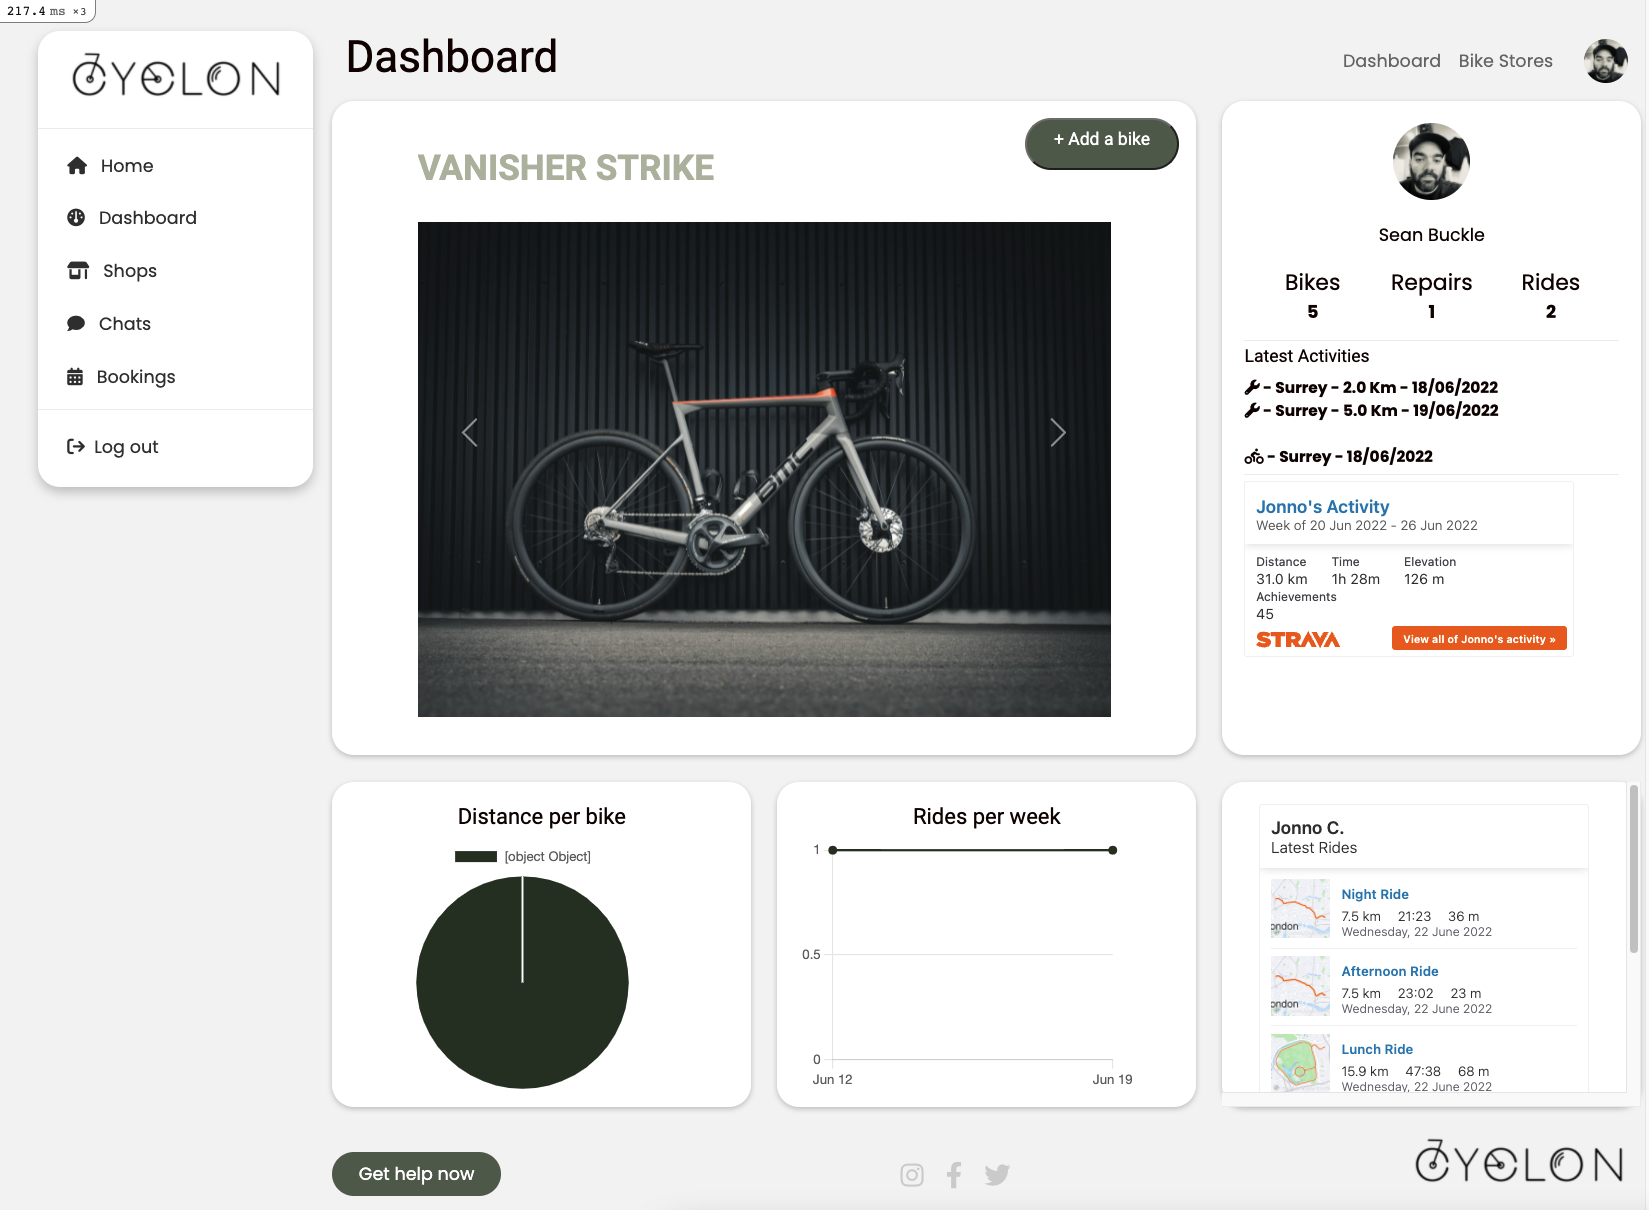 217.4 ms ×3
CYCLON
Home
Dashboard
Shops
Chats
Bookings
Log out
Dashboard
Dashboard
Bike Stores
+ Add a bike
VANISHER STRIKE
BMC
Sean Buckle
Bikes Repairs Rides
5 1 2
Latest Activities
- Surrey - 2.0 Km - 18/06/2022
- Surrey - 5.0 Km - 19/06/2022
- Surrey - 18/06/2022
Jonno's Activity
Week of 20 Jun 2022 - 26 Jun 2022
Distance Time Elevation
31.0 km 1h 28m 126 m
Achievements
45
STRAVA
View all of Jonno's activity »
Distance per bike
[object Object]
Rides per week
1
0.5
0
Jun 12 Jun 19
Jonno C.
Latest Rides
Night Ride
7.5 km 21:23 36 m
Wednesday, 22 June 2022
ondon
Afternoon Ride
7.5 km 23:02 23 m
Wednesday, 22 June 2022
ondon
Lunch Ride
15.9 km 47:38 68 m
Wednesday, 22 June 2022
Get help now
CYCLON